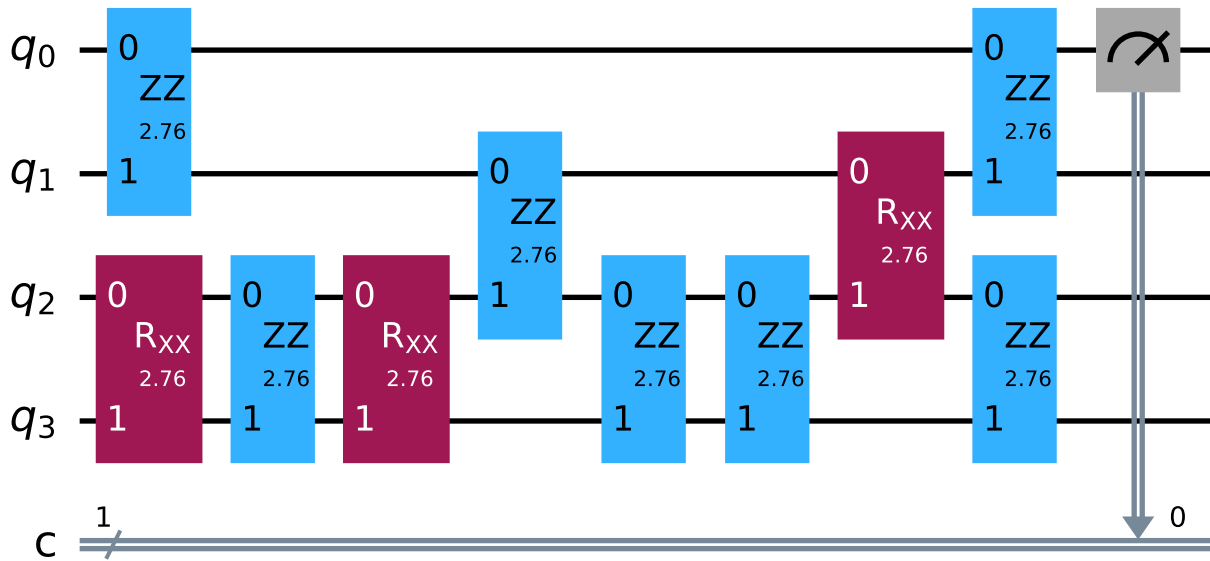 q0 0 0
ZZ ZZ
2.76 2.76
q1 1 0 0 1
ZZ RXX
2.76 2.76
q2 0 0 0 1 0 0 1 0
RXX ZZ RXX ZZ ZZ ZZ
2.76 2.76 2.76 2.76 2.76 2.76
q3 1 1 1 1 1 1
1 0
c